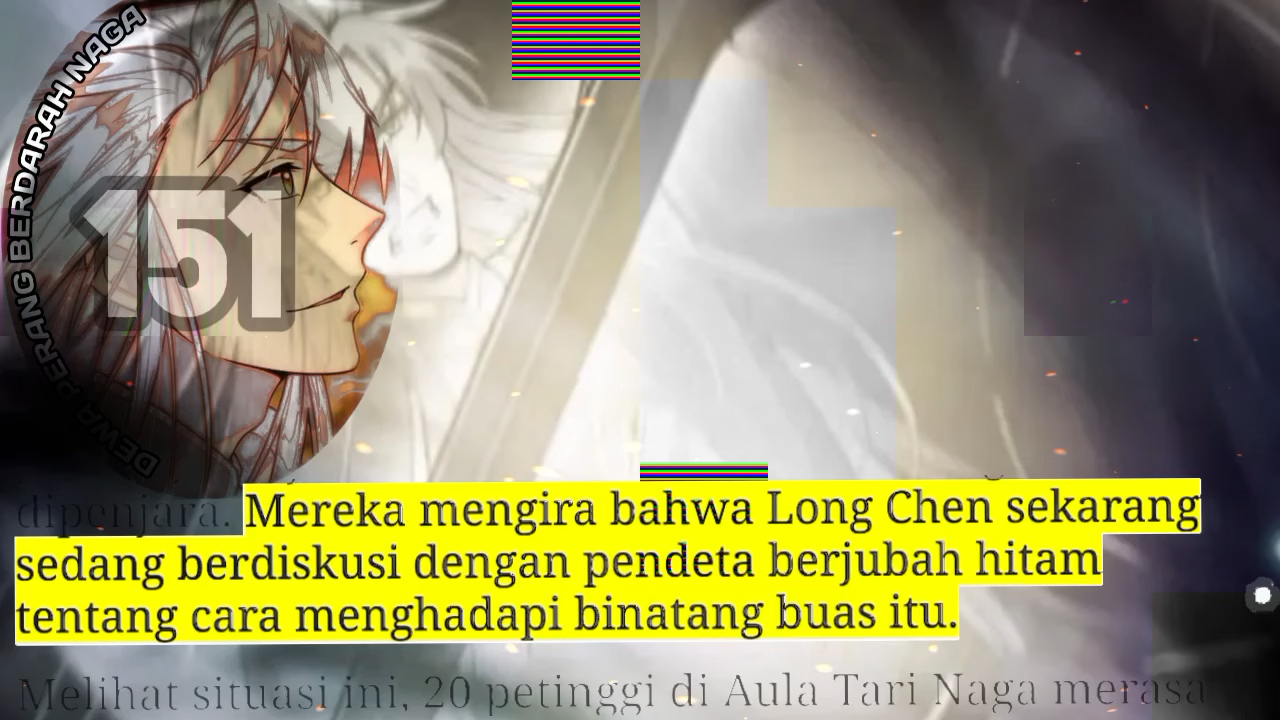 DEWA PERANG BERDARAH NAGA
151
dipenjara. Mereka mengira bahwa Long Chen sekarang
sedang berdiskusi dengan pendeta berjubah hitam
tentang cara menghadapi binatang buas itu.
Melihat situasi ini, 20 petinggi di Aula Tari Naga merasa